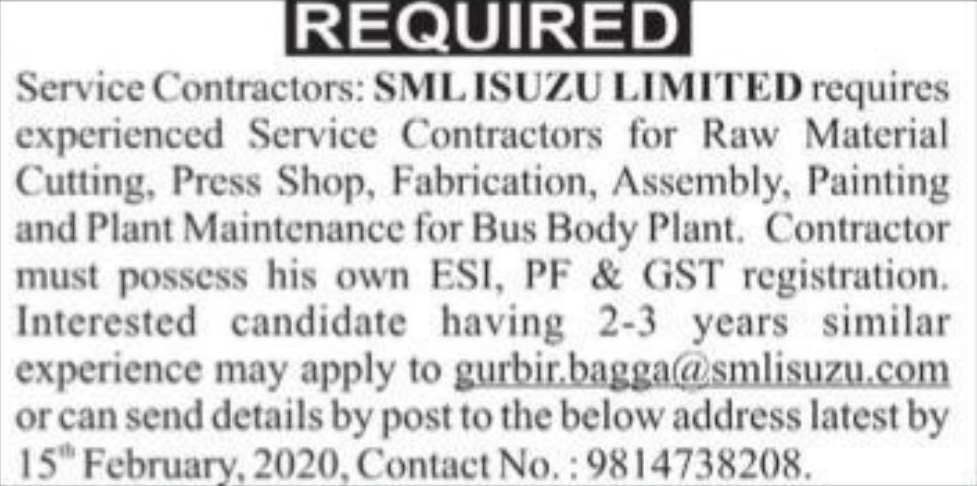 REQUIRED
Service Contractors: SML ISUZU LIMITED requires
experienced Service Contractors for Raw Material
Cutting, Press Shop, Fabrication, Assembly, Painting
and Plant Maintenance for Bus Body Plant. Contractor
must possess his own ESI, PF & GST registration.
Interested candidate having 2-3 years similar
experience may apply to gurbir.bagga@smlisuzu.com
or can send details by post to the below address latest by
15th February, 2020, Contact No. : 9814738208.